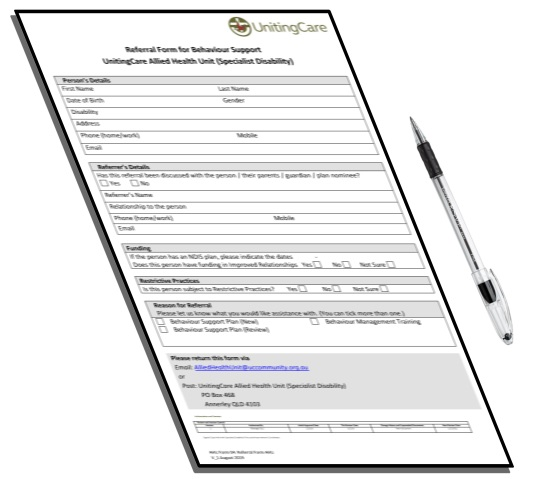 UnitingCare
Referral Form for Behaviour Support
UnitingCare Allied Health Unit (Specialist Disability)
Person's Details
First Name Last Name
Date of Birth Gender
Disability
Address
Phone (home/work) Mobile
Email
Referrer's Details
Has this referral been discussed with the person | their parents | guardian | plan nominee?
Yes No
Referrer's Name
Relationship to the person
Phone (home/work) Mobile
Email
Funding
If the person has an NDIS plan, please indicate the dates -
Does this person have funding in Improved Relationships Yes No Not Sure
Restrictive Practices
Is this person subject to Restrictive Practices? Yes No Not Sure
Reason for Referral
Please let us know what you would like assistance with. (You can tick more than one.)
Behaviour Support Plan (New) Behaviour Management Training
Behaviour Support Plan (Review)
Please return this form via
Email: AlliedHealthUnit@uccommunity.org.au
or
Post: UnitingCare Allied Health Unit (Specialist Disability)
PO Box 468
Annerley QLD 4103